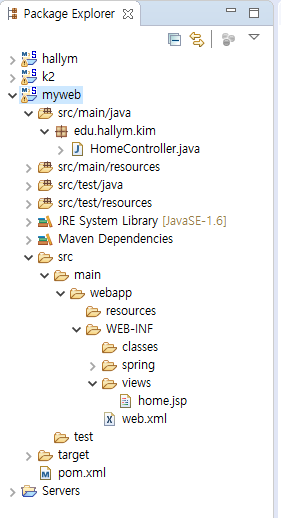 Package Explorer
hallym
k2
myweb
src/main/java
edu.hallym.kim
HomeController.java
src/main/resources
src/test/java
src/test/resources
JRE System Library [JavaSE-1.6]
Maven Dependencies
src
main
webapp
resources
WEB-INF
classes
spring
views
home.jsp
web.xml
test
target
pom.xml
Servers